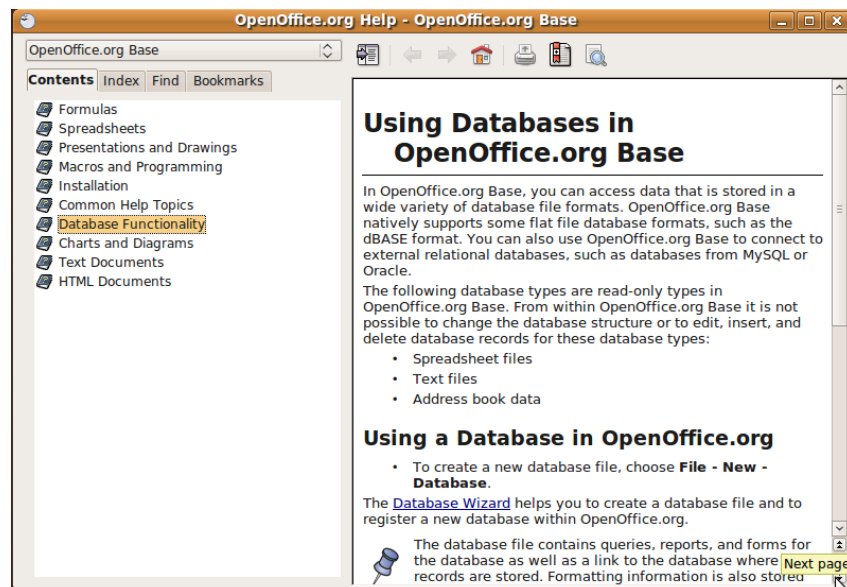 OpenOffice.org Help - OpenOffice.org Base
OpenOffice.org Base
Contents Index Find Bookmarks
Formulas
Spreadsheets
Presentations and Drawings
Macros and Programming
Installation
Common Help Topics
Database Functionality
Charts and Diagrams
Text Documents
HTML Documents
Using Databases in
OpenOffice.org Base
In OpenOffice.org Base, you can access data that is stored in a
wide variety of database file formats. OpenOffice.org Base
natively supports some flat file database formats, such as the
dBASE format. You can also use OpenOffice.org Base to connect to
external relational databases, such as databases from MySQL or
Oracle.
The following database types are read-only types in
OpenOffice.org Base. From within OpenOffice.org Base it is not
possible to change the database structure or to edit, insert, and
delete database records for these database types:
• Spreadsheet files
• Text files
• Address book data
Using a Database in OpenOffice.org
• To create a new database file, choose File - New -
Database.
The Database Wizard helps you to create a database file and to
register a new database within OpenOffice.org.
The database file contains queries, reports, and forms for
the database as well as a link to the database where
records are stored. Formatting information is also stored
Next page